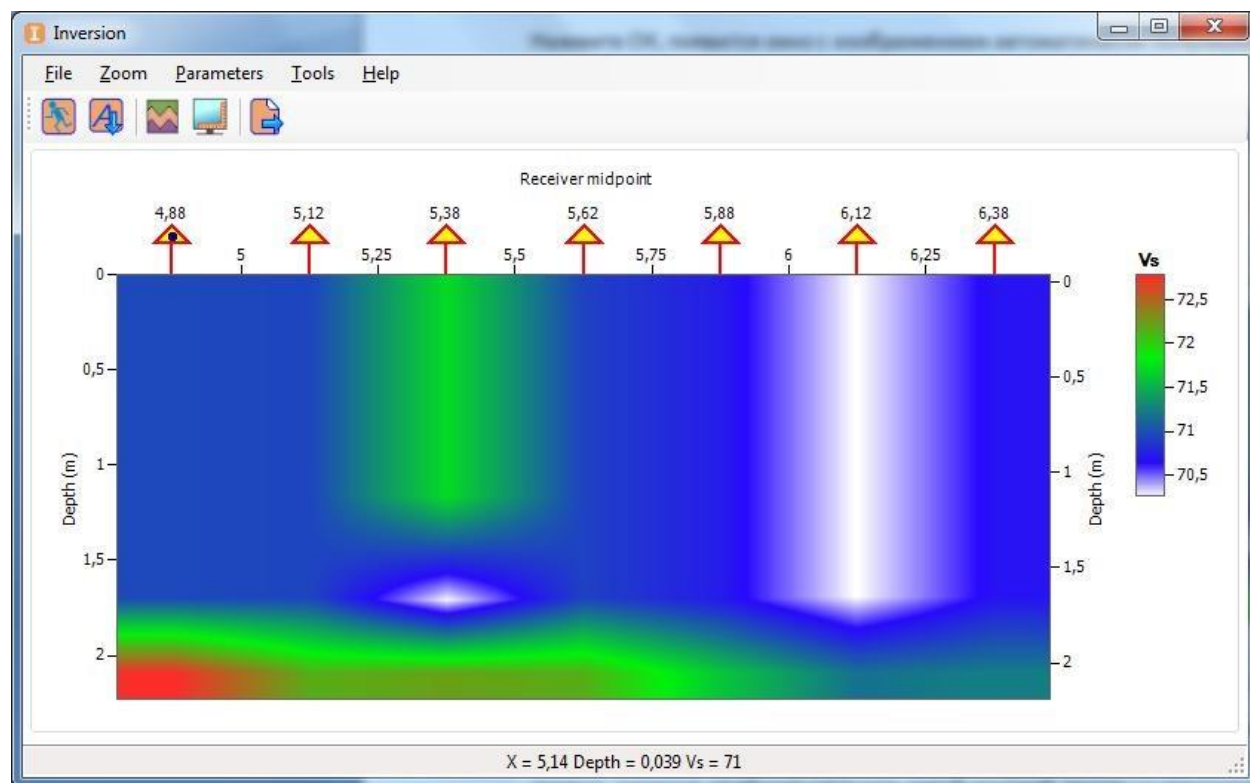 Inversion
File Zoom Parameters Tools Help
Receiver midpoint
4,88 5,12 5,38 5,62 5,88 6,12 6,38
5 5,25 5,5 5,75 6 6,25
Vs
0 0
72,5
72
0,5 0,5
71,5
71
1 1
70,5
Depth (m) Depth (m)
1,5 1,5
2 2
X = 5,14 Depth = 0,039 Vs = 71